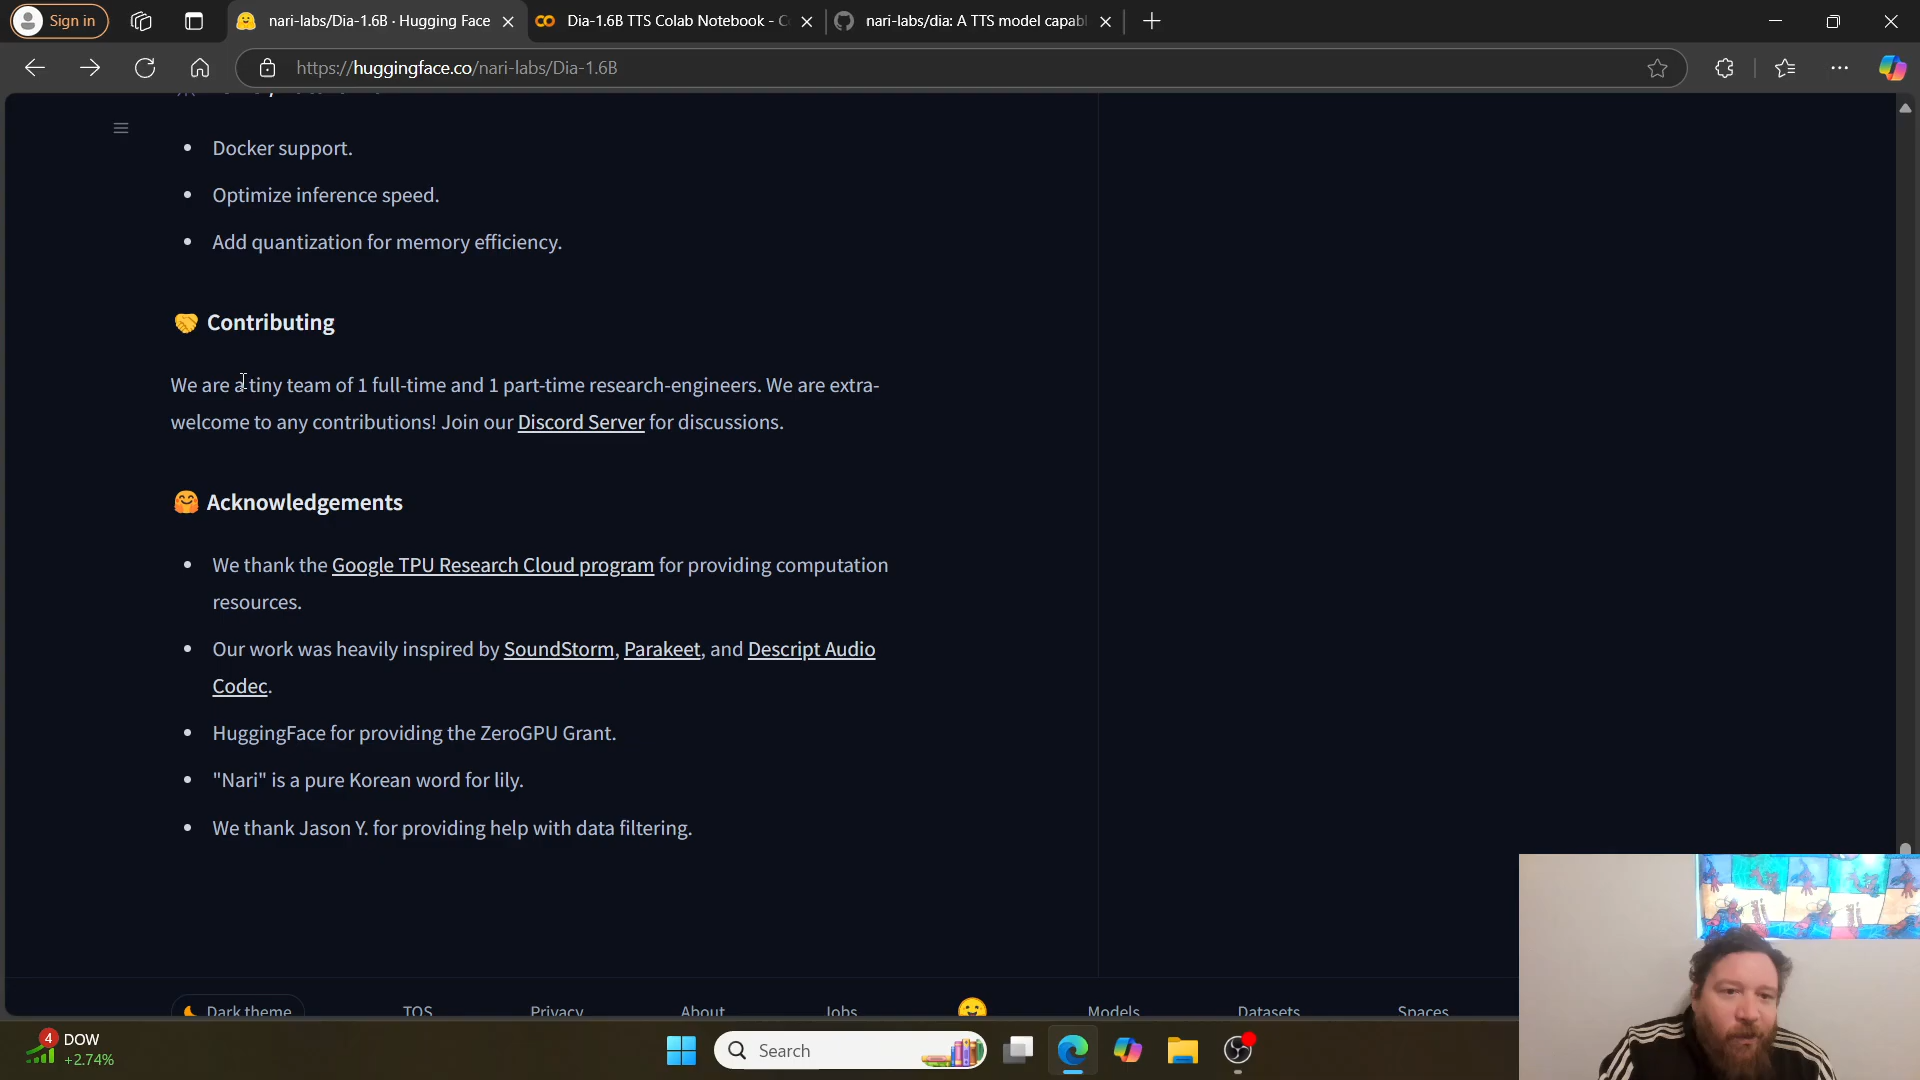 Sign in
nari-labs/Dia-1.6B · Hugging Face
Dia-1.6B TTS Colab Notebook - C
nari-labs/dia: A TTS model capabl
https://huggingface.co/nari-labs/Dia-1.6B
Docker support.
Optimize inference speed.
Add quantization for memory efficiency.
Contributing
We are a tiny team of 1 full-time and 1 part-time research-engineers. We are extra-
welcome to any contributions! Join our Discord Server for discussions.
Acknowledgements
We thank the Google TPU Research Cloud program for providing computation
resources.
Our work was heavily inspired by SoundStorm, Parakeet, and Descript Audio
Codec.
HuggingFace for providing the ZeroGPU Grant.
"Nari" is a pure Korean word for lily.
We thank Jason Y. for providing help with data filtering.
Dark theme
TOS
Privacy
About
Jobs
Models
Datasets
Spaces
4
DOW
+2.74%
Search